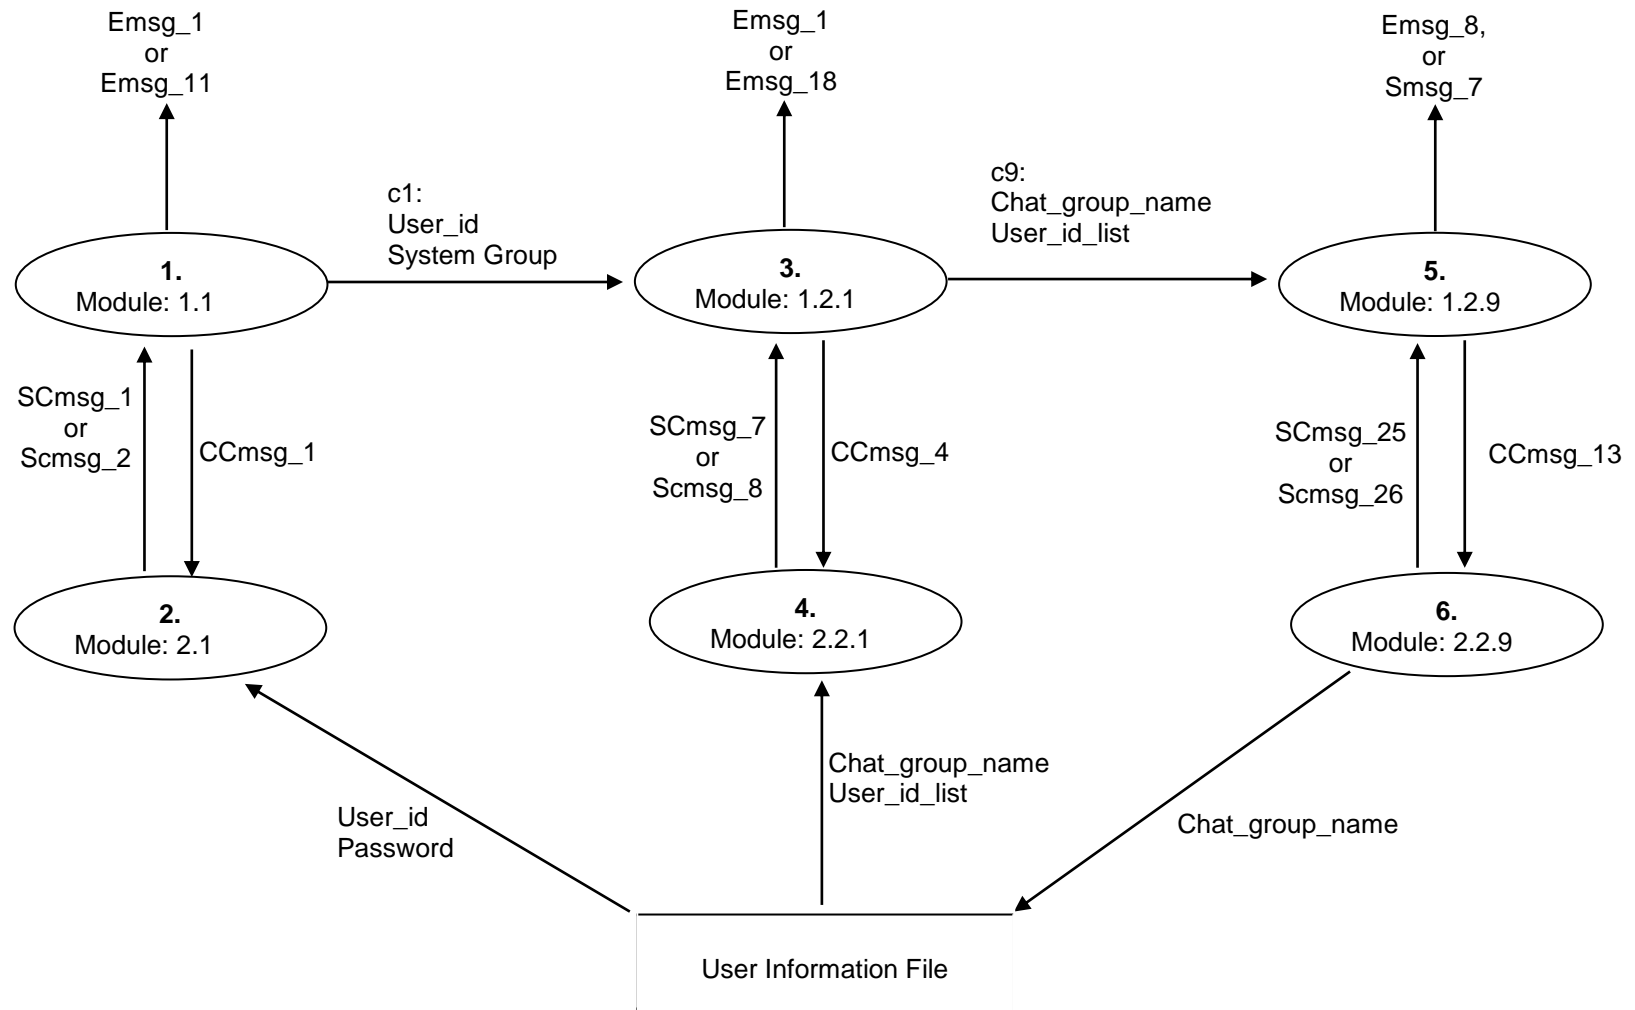 Emsg_1
or
Emsg_11
Emsg_1
or
Emsg_18
Emsg_8,
or
Smsg_7
c1:
User_id
System Group
c9:
Chat_group_name
User_id_list
1.
Module: 1.1
3.
Module: 1.2.1
5.
Module: 1.2.9
SCmsg_1
or
Scmsg_2
CCmsg_1
SCmsg_7
or
Scmsg_8
CCmsg_4
SCmsg_25
or
Scmsg_26
CCmsg_13
2.
Module: 2.1
4.
Module: 2.2.1
6.
Module: 2.2.9
User_id
Password
Chat_group_name
User_id_list
Chat_group_name
User Information File